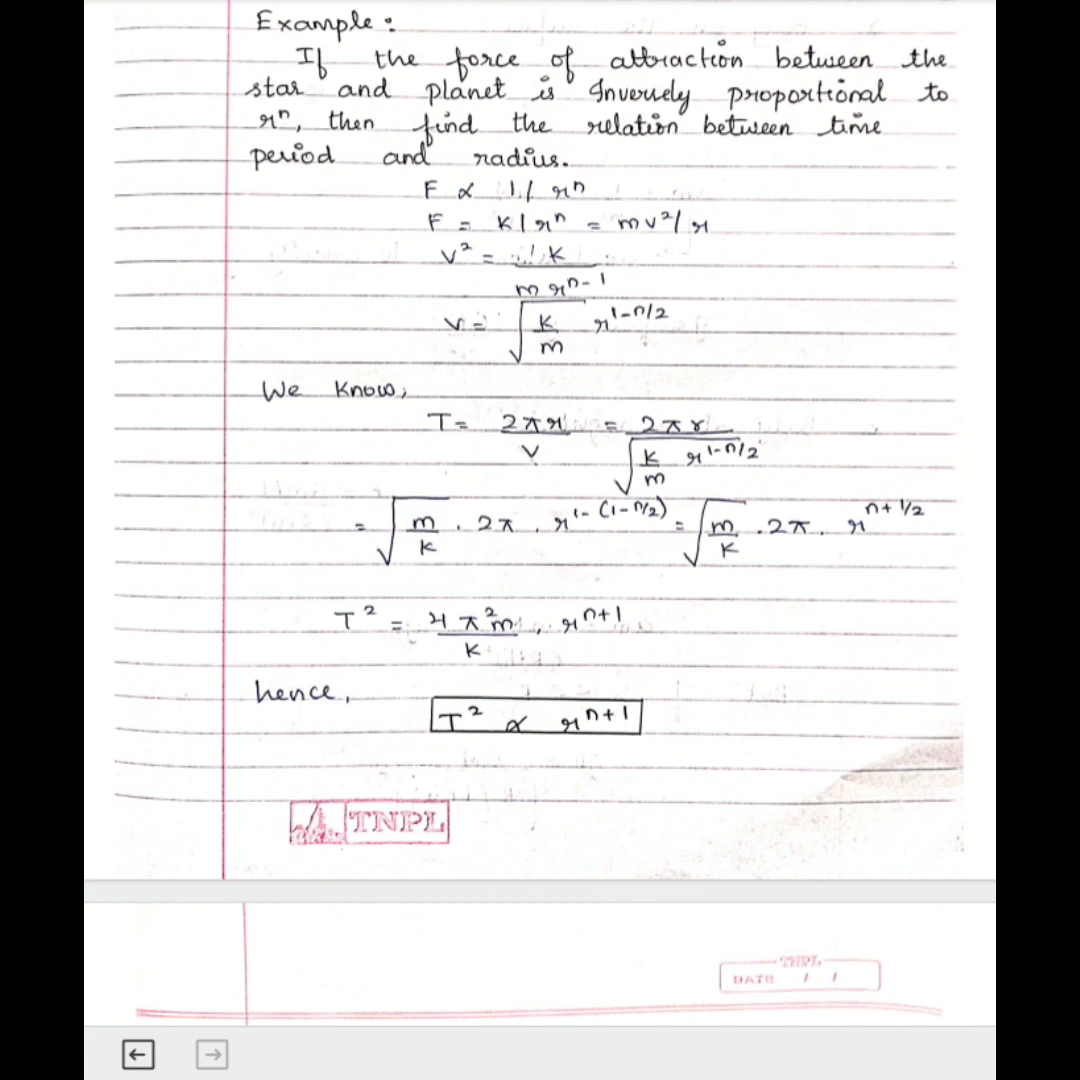 Example :
If the force of attraction between the
star and planet is Inversely proportional to
rⁿ, then find the relation between time
period and radius.
F ∝ 1 / rⁿ
F = K / rⁿ = mv² / r
v² = K / m rⁿ⁻¹
v = √(K/m) r^(1-n/2)
We know,
T = 2πr / v = 2πr / √(K/m) r^(1-n/2)
= √(m/K) . 2π . r^(1-(1-n/2)) = √(m/K) . 2π . r^(n+1/2)
T² = 4π²m / K . rⁿ⁺¹
hence,
T² ∝ rⁿ⁺¹
TNPL
TNPL
DATE / /